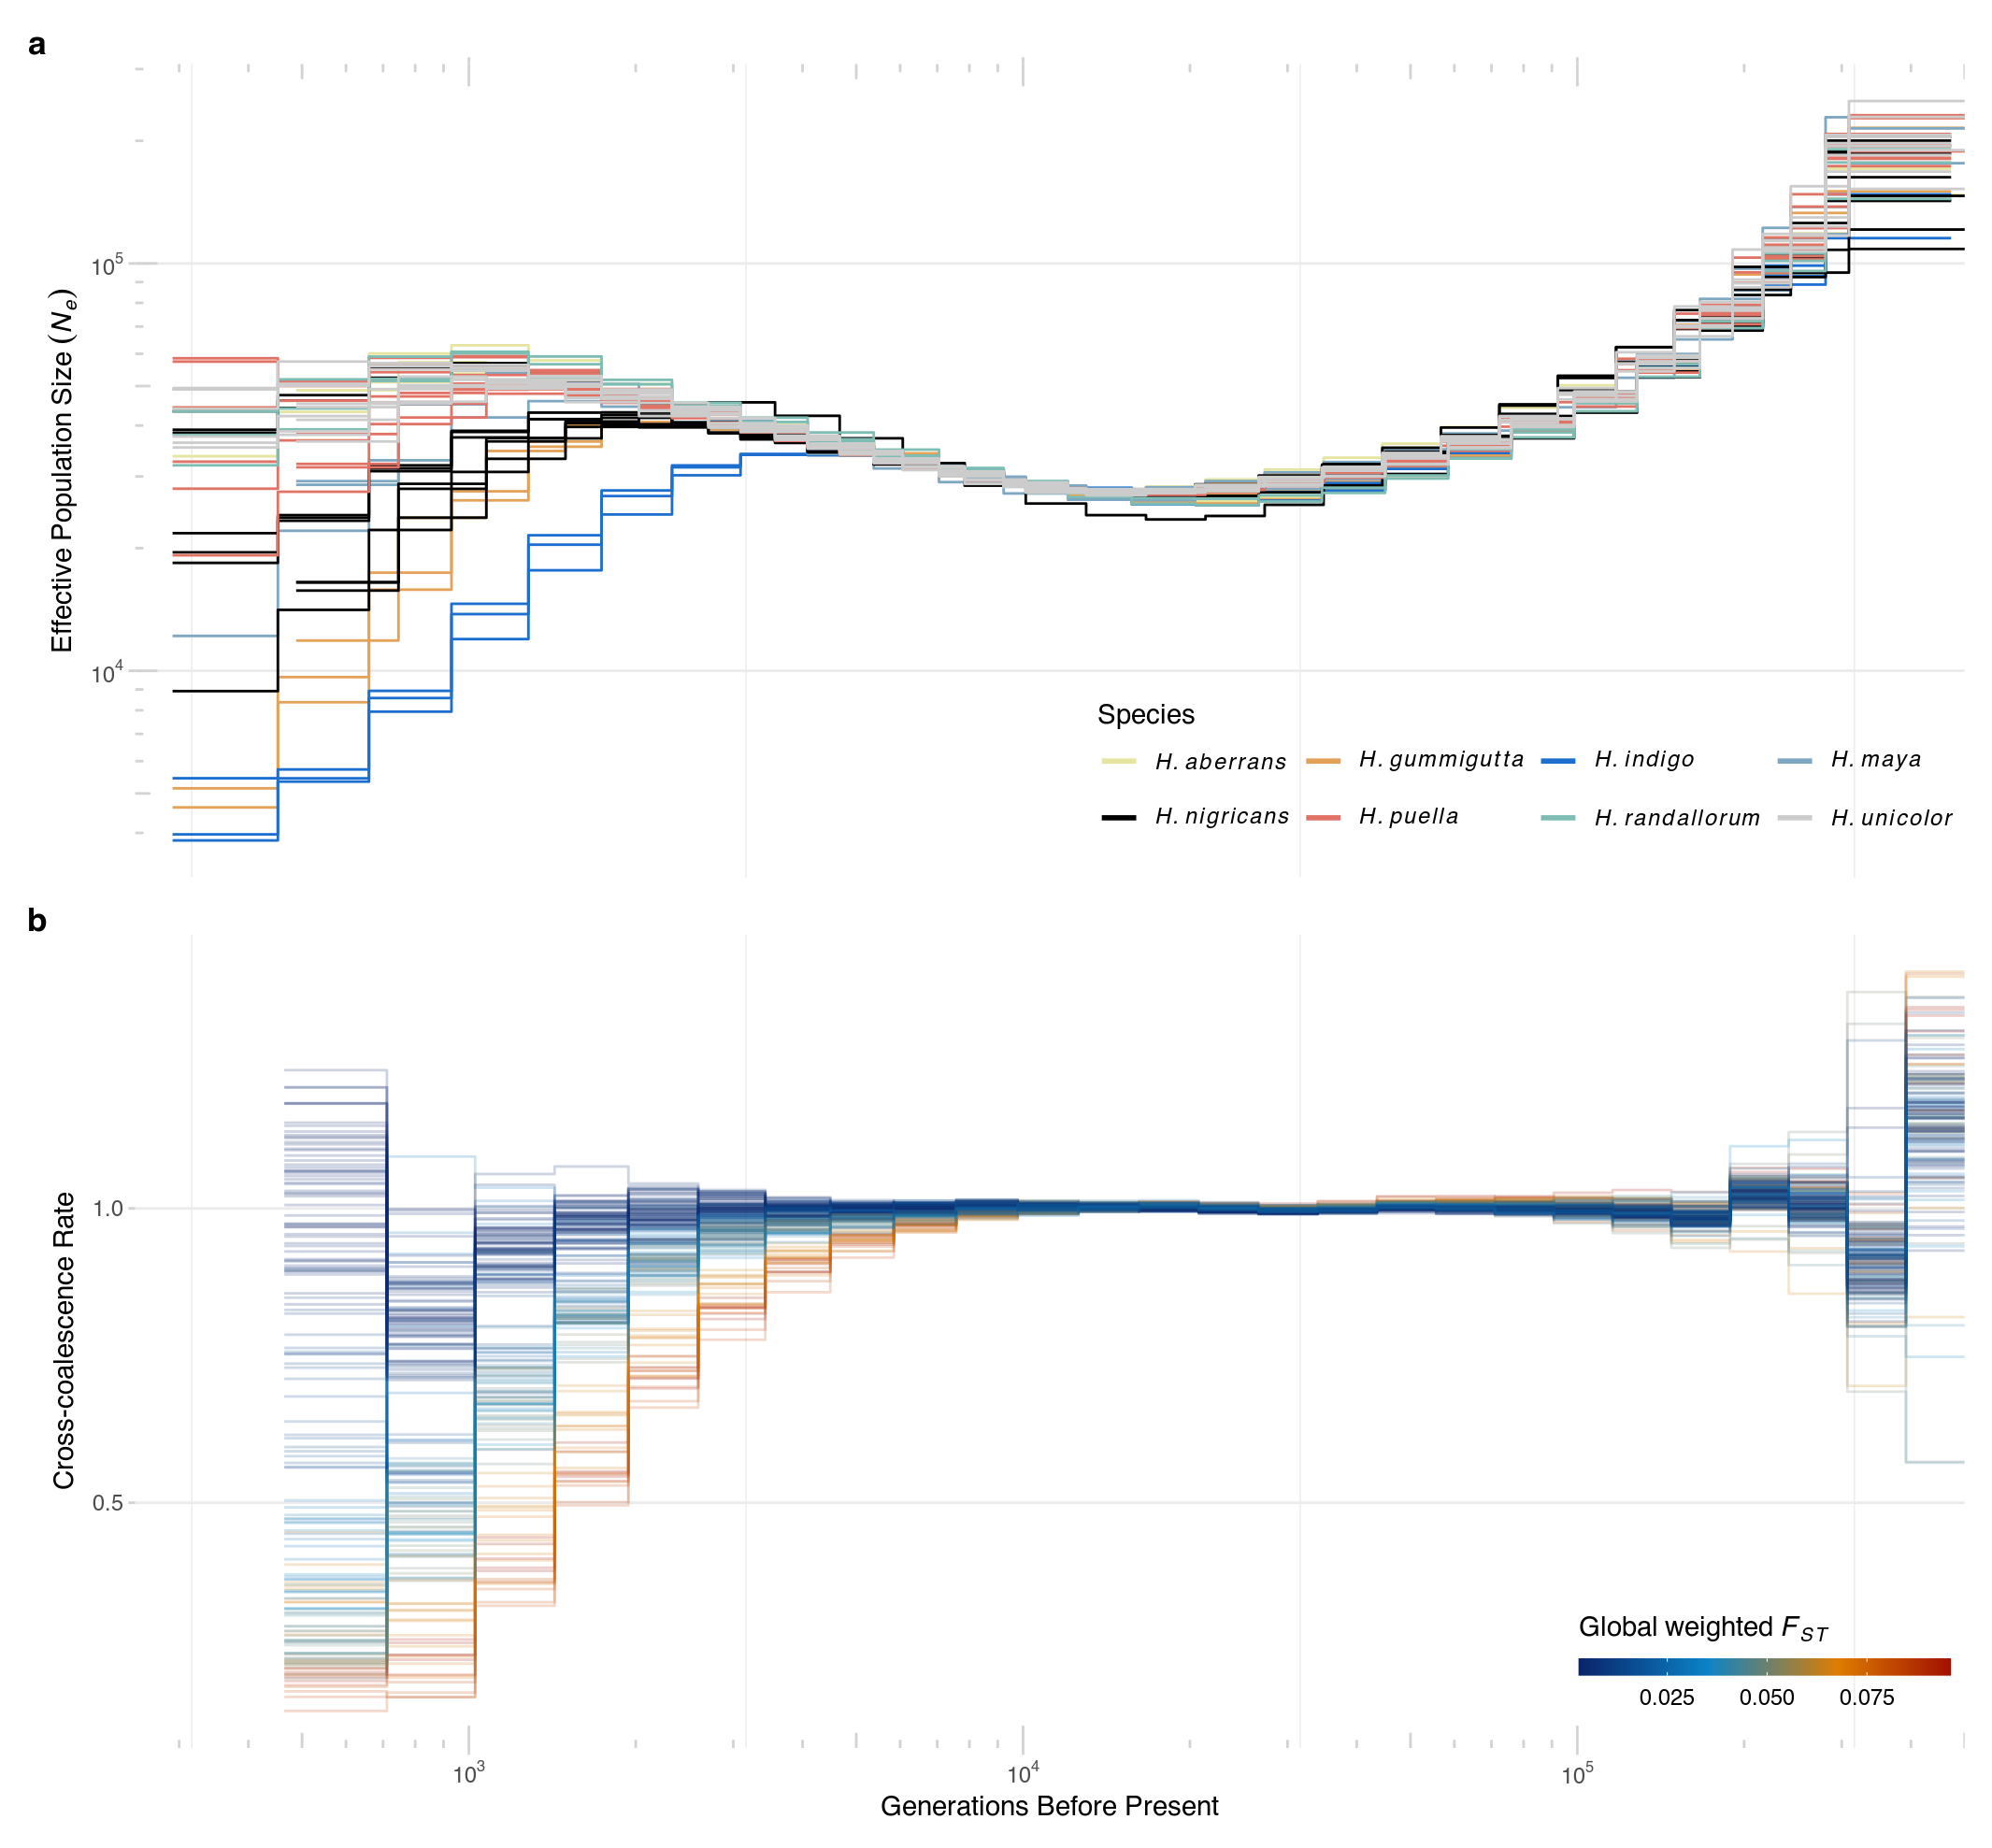 a
Effective Population Size (Nₑ)
10⁵
10⁴
Species
H. aberrans H. gummigutta H. indigo H. maya
H. nigricans H. puella H. randallorum H. unicolor
b
Cross-coalescence Rate
1.0
0.5
Global weighted F_ST
0.025 0.050 0.075
10³ 10⁴ 10⁵
Generations Before Present